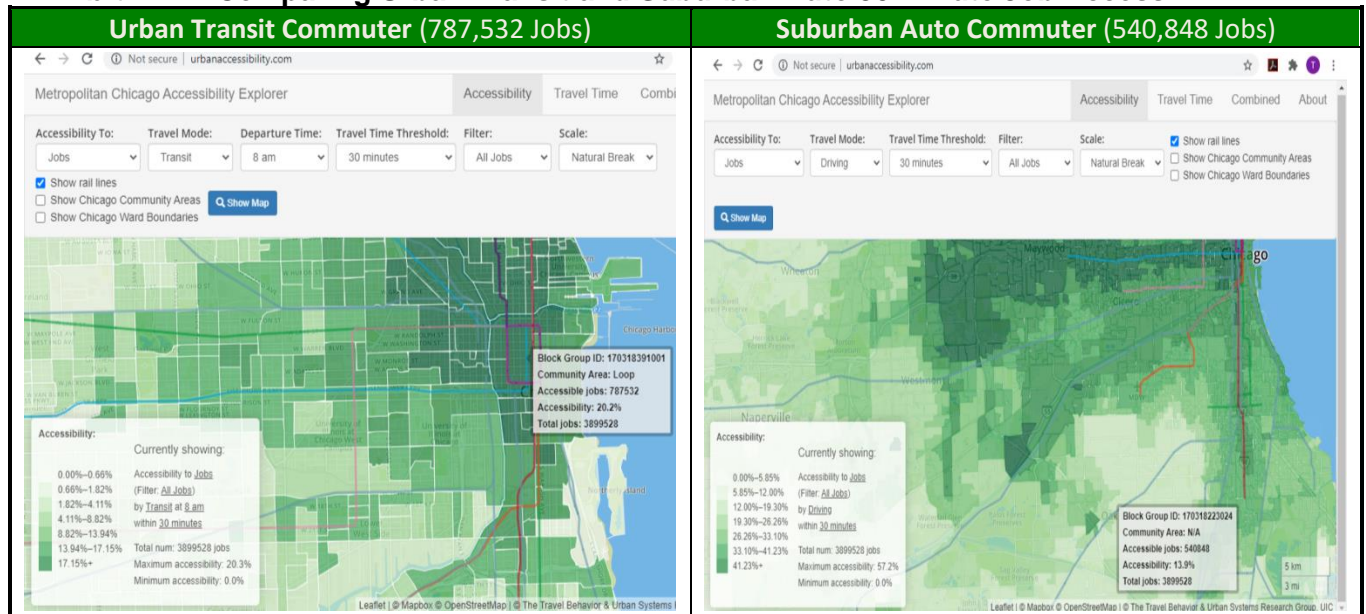 Urban Transit Commuter (787,532 Jobs)
Not secure | urbanaccessibility.com
Metropolitan Chicago Accessibility Explorer
Accessibility Travel Time Combi
Accessibility To: Travel Mode: Departure Time: Travel Time Threshold: Filter: Scale:
Jobs Transit 8 am 30 minutes All Jobs Natural Break
Show rail lines
Show Chicago Community Areas
Show Chicago Ward Boundaries
Show Map
Chicago Harbor
Block Group ID: 170318391001
Community Area: Loop
Accessible jobs: 787532
Accessibility: 20.2%
Total jobs: 3899528
Accessibility:
0.00%–0.66%
0.66%–1.82%
1.82%–4.11%
4.11%–8.82%
8.82%–13.94%
13.94%–17.15%
17.15%+
Currently showing:
Accessibility to Jobs
(Filter: All Jobs)
by Transit at 8 am
within 30 minutes
Total num: 3899528 jobs
Maximum accessibility: 20.3%
Minimum accessibility: 0.0%
Leaflet | © Mapbox © OpenStreetMap | © The Travel Behavior & Urban Systems
Suburban Auto Commuter (540,848 Jobs)
Not secure | urbanaccessibility.com
Metropolitan Chicago Accessibility Explorer
Accessibility Travel Time Combined About
Accessibility To: Travel Mode: Travel Time Threshold: Filter: Scale:
Jobs Driving 30 minutes All Jobs Natural Break
Show rail lines
Show Chicago Community Areas
Show Chicago Ward Boundaries
Show Map
Maywood
Chicago
Wheaton
Cicero
Westmont
Naperville
Accessibility:
0.00%–5.85%
5.85%–12.00%
12.00%–19.30%
19.30%–26.26%
26.26%–33.10%
33.10%–41.23%
41.23%+
Currently showing:
Accessibility to Jobs
(Filter: All Jobs)
by Driving
within 30 minutes
Total num: 3899528 jobs
Maximum accessibility: 57.2%
Minimum accessibility: 0.0%
Block Group ID: 170318223024
Community Area: N/A
Accessible jobs: 540848
Accessibility: 13.9%
Total jobs: 3899528
5 km
3 mi
Leaflet | © Mapbox © OpenStreetMap | © The Travel Behavior & Urban Systems Research Group, UIC